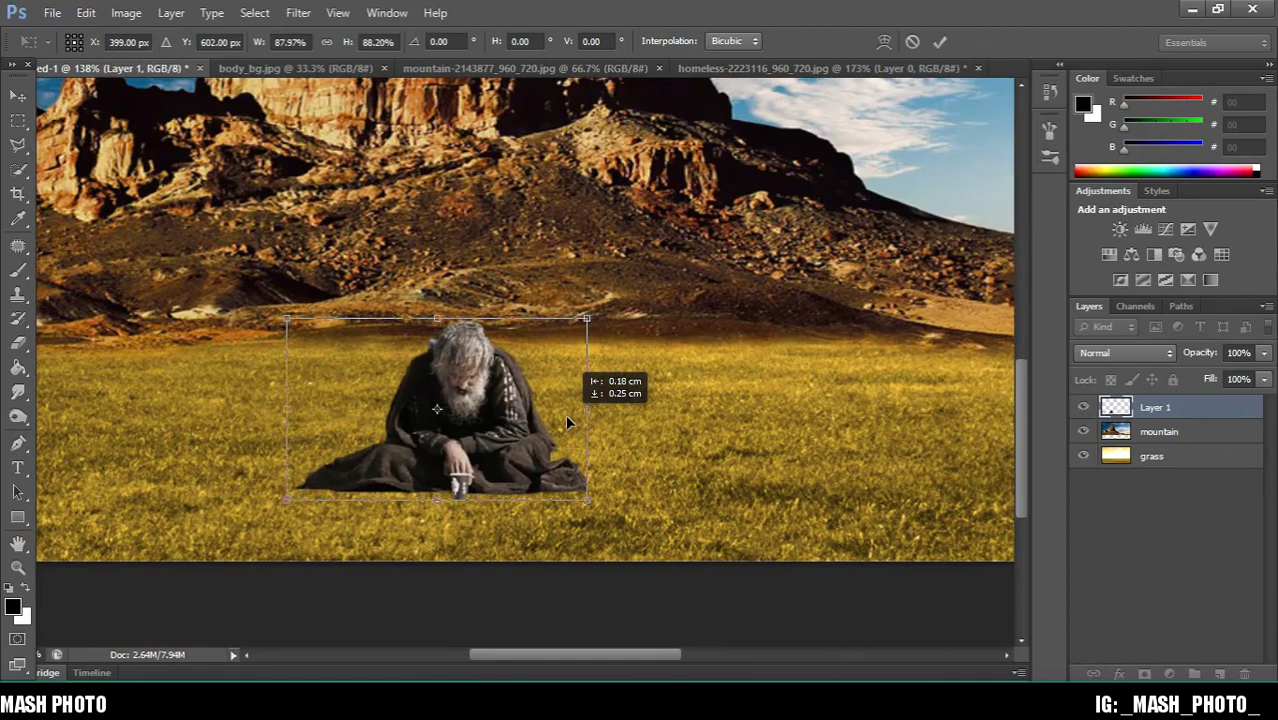 Ps File Edit Image Layer Type Select Filter View Window Help
X: 399.00 px Y: 602.00 px W: 87.97% H: 88.20% 0.00 ° H: 0.00 ° V: 0.00 ° Interpolation: Bicubic Essentials
ed-1 @ 138% (Layer 1, RGB/8) * × body_bg.jpg @ 33.3% (RGB/8#) × mountain-2143877_960_720.jpg @ 66.7% (RGB/8#) × homeless-2223116_960_720.jpg @ 173% (Layer 0, RGB/8#) * ×
Color Swatches
R # 00
G # 00
B # 00
Adjustments Styles
Add an adjustment
Layers Channels Paths
Kind
Normal Opacity: 100%
Lock: Fill: 100%
Layer 1
mountain
grass
0.18 cm
0.25 cm
% Doc: 2.64M/7.94M
ridge Timeline
MASH PHOTO
IG:_MASH_PHOTO_